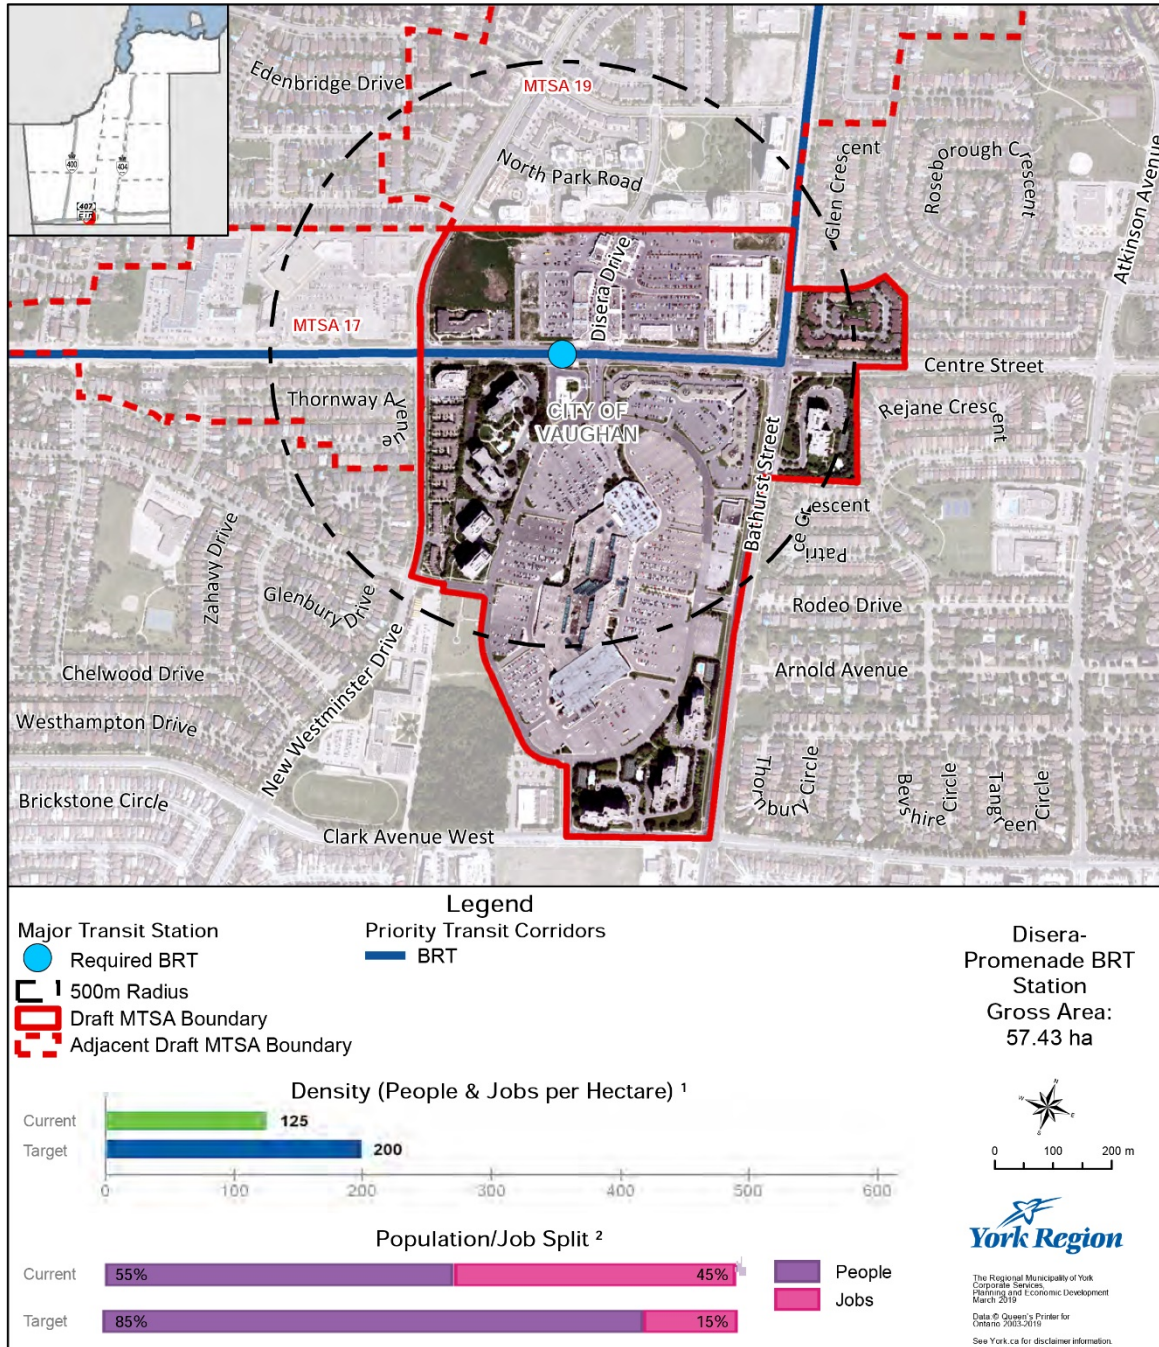 400
404
407
Edenbridge Drive
MTSA 19
North Park Road
Glen Crescent
Roseborough Crescent
Atkinson Avenue
Disera Drive
MTSA 17
Centre Street
Thornway Avenue
CITY OF
VAUGHAN
Rejane Crescent
Bathurst Street
Patrice Crescent
Zahavy Drive
Glenbury Drive
Rodeo Drive
Chelwood Drive
Arnold Avenue
New Westminster Drive
Westhampton Drive
Thornbury Circle
Bevshire Circle
Tangreen Circle
Brickstone Circle
Clark Avenue West
Legend
Major Transit Station
Required BRT
500m Radius
Draft MTSA Boundary
Adjacent Draft MTSA Boundary
Priority Transit Corridors
BRT
Disera-
Promenade BRT
Station
Gross Area:
57.43 ha
Density (People & Jobs per Hectare) ¹
Current 125
Target 200
0 100 200 300 400 500 600
N
W E
S
0 100 200 m
Population/Job Split ²
Current 55% 45%
Target 85% 15%
People
Jobs
York Region
The Regional Municipality of York
Corporate Services,
Planning and Economic Development
March 2019
Data:© Queen's Printer for
Ontario 2003-2019
See York.ca for disclaimer information.